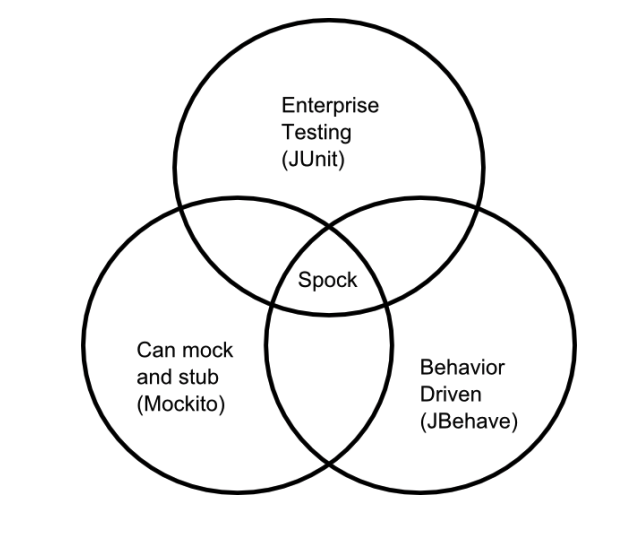 Enterprise
Testing
(JUnit)
Spock
Can mock
and stub
(Mockito)
Behavior
Driven
(JBehave)